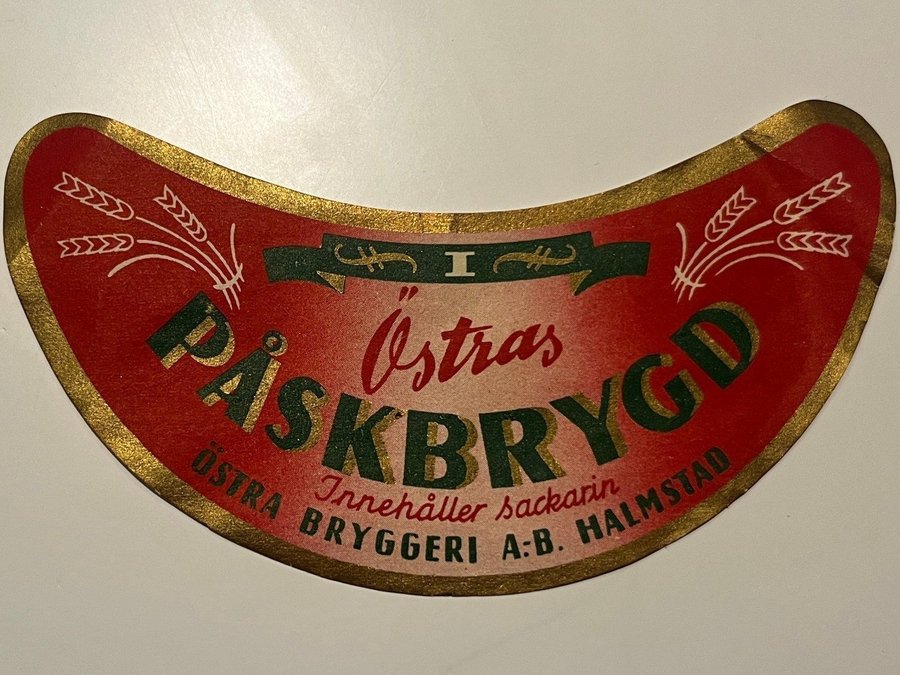 I
Östras
PÅSKBRYGD
Innehåller sackarin
ÖSTRA BRYGGERI A.-B. HALMSTAD